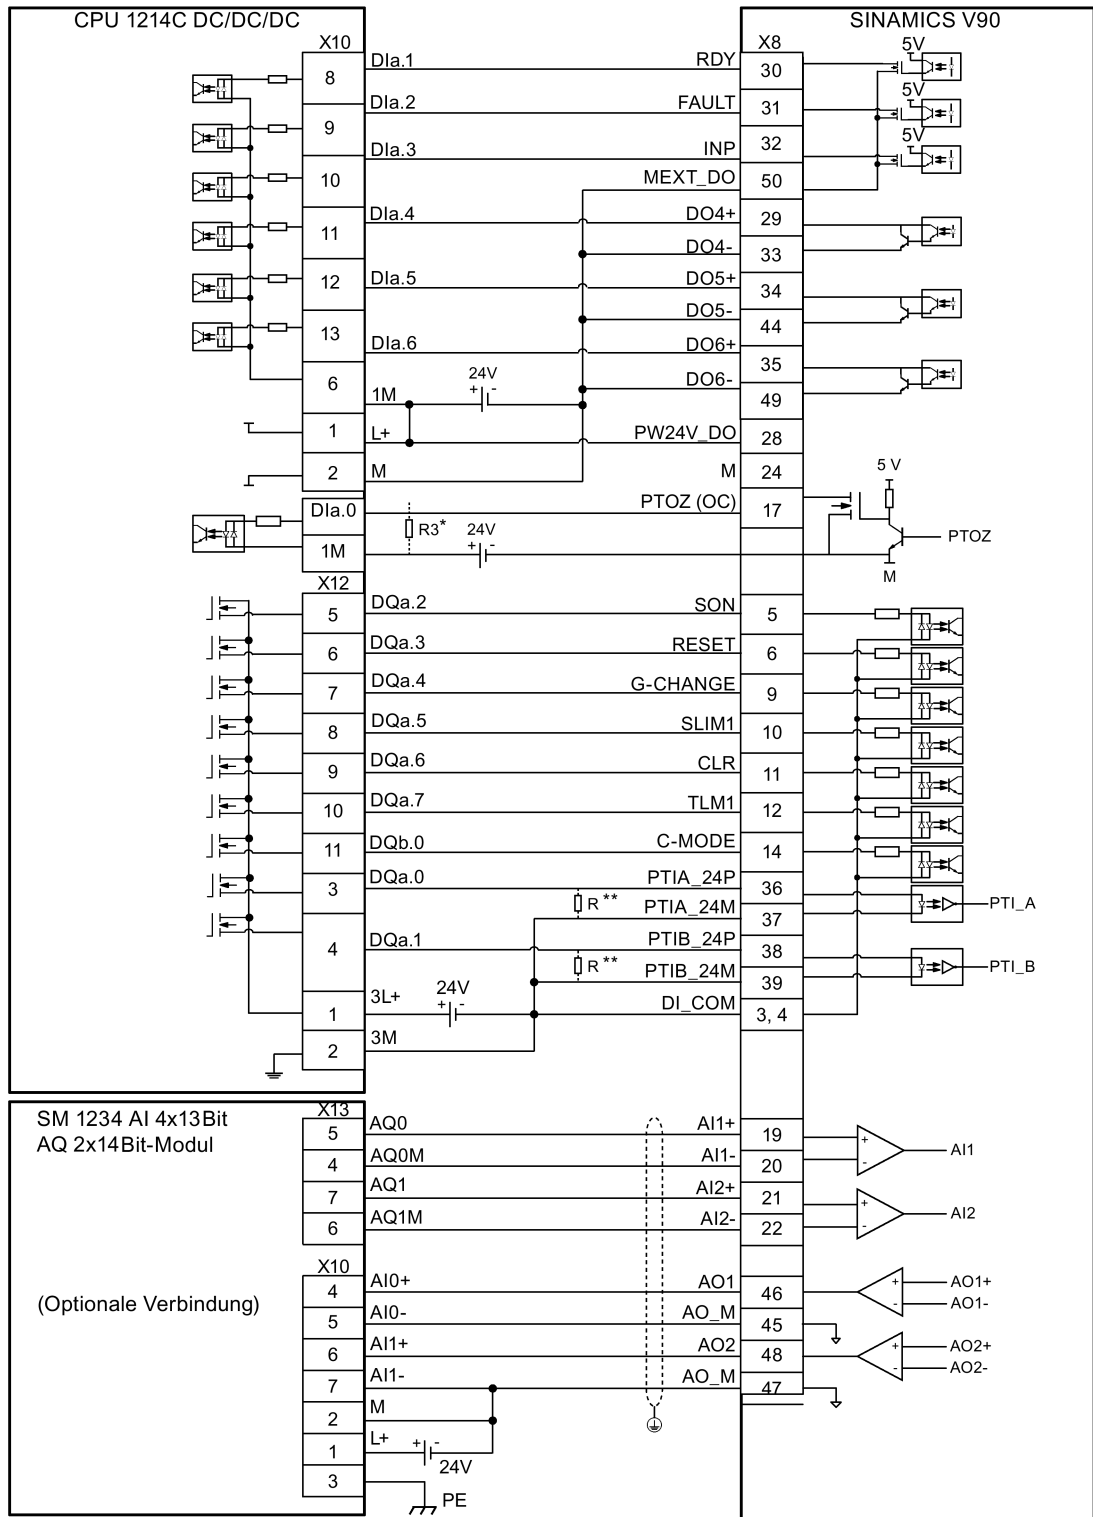 CPU 1214C DC/DC/DC SINAMICS V90
X10 X8
5V
8 DIa.1 RDY 30
5V
9 DIa.2 FAULT 31
5V
10 DIa.3 INP 32
MEXT_DO 50
11 DIa.4 DO4+ 29
DO4- 33
12 DIa.5 DO5+ 34
DO5- 44
13 DIa.6 DO6+ 35
24V
+ -
6 1M DO6- 49
1 L+ PW24V_DO 28
2 M M 24
5 V
DIa.0 PTOZ (OC) 17
R3* 24V
+ -
1M PTOZ
M
X12
5 DQa.2 SON 5
6 DQa.3 RESET 6
7 DQa.4 G-CHANGE 9
8 DQa.5 SLIM1 10
9 DQa.6 CLR 11
10 DQa.7 TLM1 12
11 DQb.0 C-MODE 14
3 DQa.0 PTIA_24P 36
R ** PTIA_24M 37 PTI_A
4 DQa.1 PTIB_24P 38
R ** PTIB_24M 39 PTI_B
24V
+ -
1 3L+ DI_COM 3, 4
2 3M
SM 1234 AI 4x13Bit
AQ 2x14Bit-Modul
X13
5 AQ0 AI1+ 19 + AI1
4 AQ0M AI1- 20 -
7 AQ1 AI2+ 21 + AI2
6 AQ1M AI2- 22 -
X10
(Optionale Verbindung)
4 AI0+ AO1 46 + AO1+
- AO1-
5 AI0- AO_M 45
6 AI1+ AO2 48 + AO2+
- AO2-
7 AI1- AO_M 47
2 M
1 L+ + -
24V
3 PE